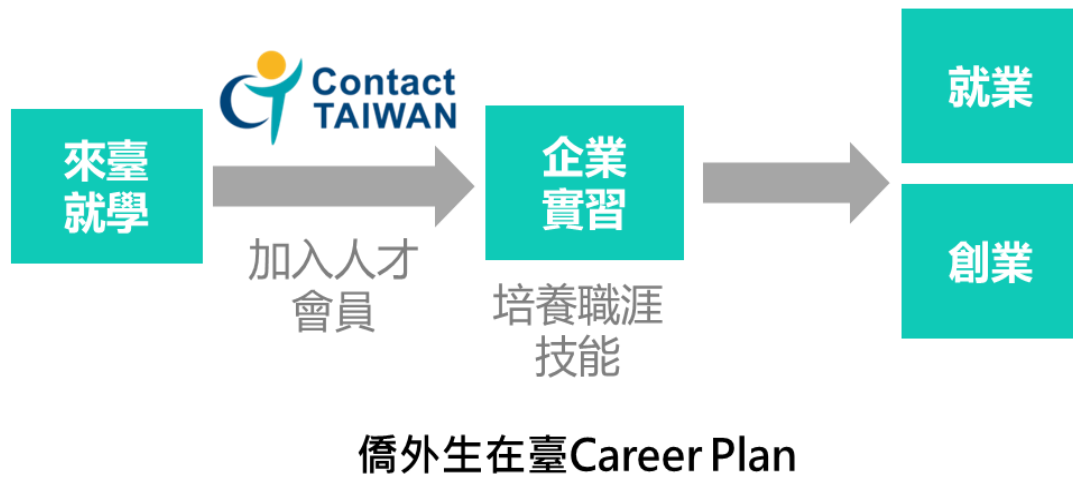 來臺
就學
Contact
TAIWAN
加入人才
會員
企業
實習
培養職涯
技能
就業
創業
僑外生在臺Career Plan